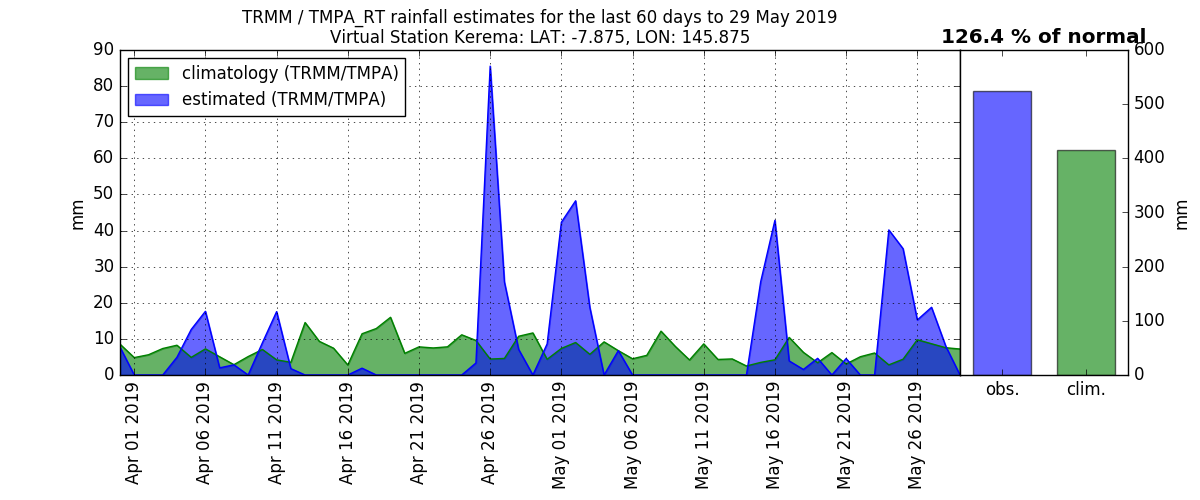 TRMM / TMPA_RT rainfall estimates for the last 60 days to 29 May 2019
Virtual Station Kerema: LAT: -7.875, LON: 145.875
126.4 % of normal
climatology (TRMM/TMPA)
estimated (TRMM/TMPA)
mm
90
80
70
60
50
40
30
20
10
0
Apr 01 2019
Apr 06 2019
Apr 11 2019
Apr 16 2019
Apr 21 2019
Apr 26 2019
May 01 2019
May 06 2019
May 11 2019
May 16 2019
May 21 2019
May 26 2019
obs.
clim.
600
500
400
300
200
100
0
mm